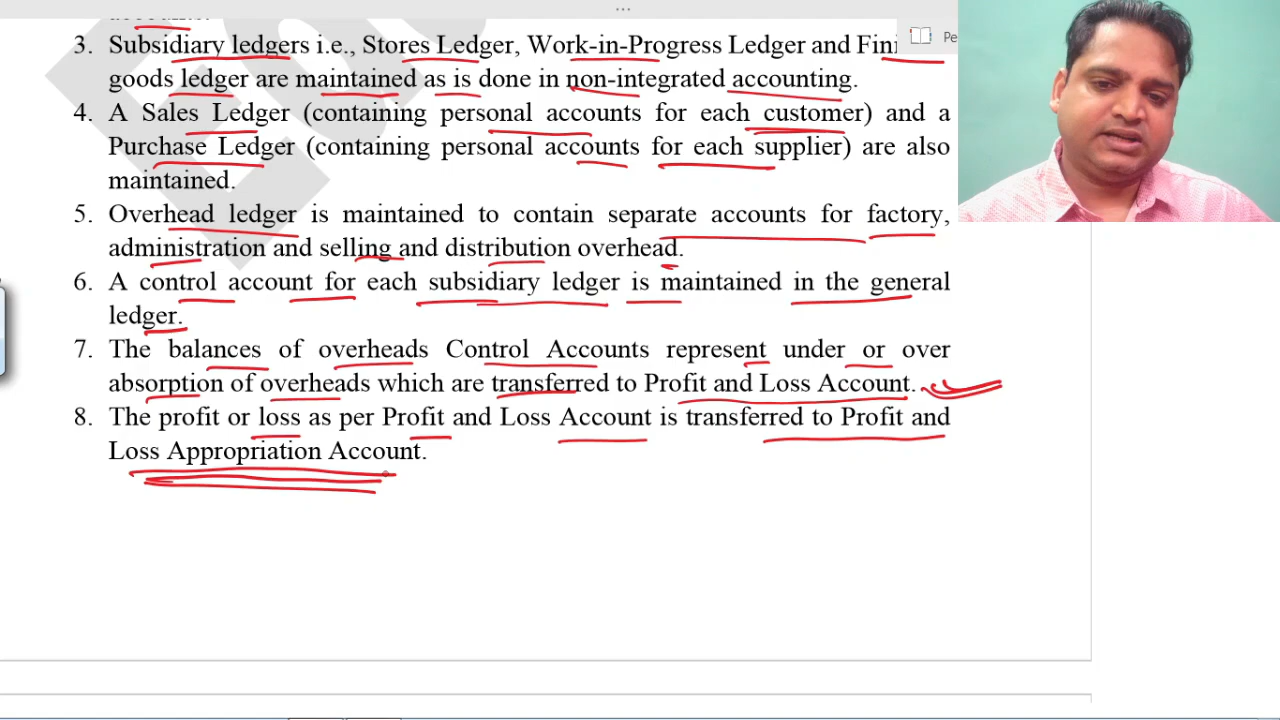 3. Subsidiary ledgers i.e., Stores Ledger, Work-in-Progress Ledger and
goods ledger are maintained as is done in non-integrated accounting.
4. A Sales Ledger (containing personal accounts for each customer) and a
Purchase Ledger (containing personal accounts for each supplier) are also
maintained.
5. Overhead ledger is maintained to contain separate accounts for factory,
administration and selling and distribution overhead.
6. A control account for each subsidiary ledger is maintained in the general
ledger.
7. The balances of overheads Control Accounts represent under or over
absorption of overheads which are transferred to Profit and Loss Account.
8. The profit or loss as per Profit and Loss Account is transferred to Profit and
Loss Appropriation Account.